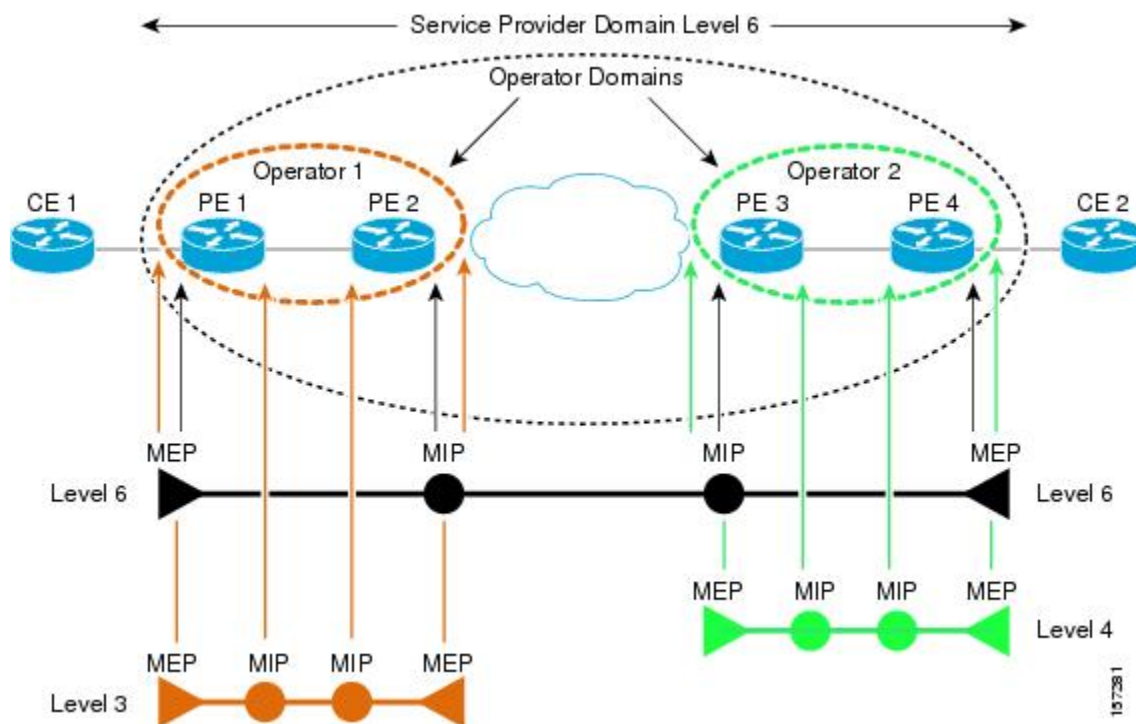 Service Provider Domain Level 6
Operator Domains
Operator 1
Operator 2
CE 1
PE 1
PE 2
PE 3
PE 4
CE 2
MEP
MIP
MIP
MEP
Level 6
Level 6
MEP
MIP
MIP
MEP
Level 4
MEP
MIP
MIP
MEP
Level 3
157281